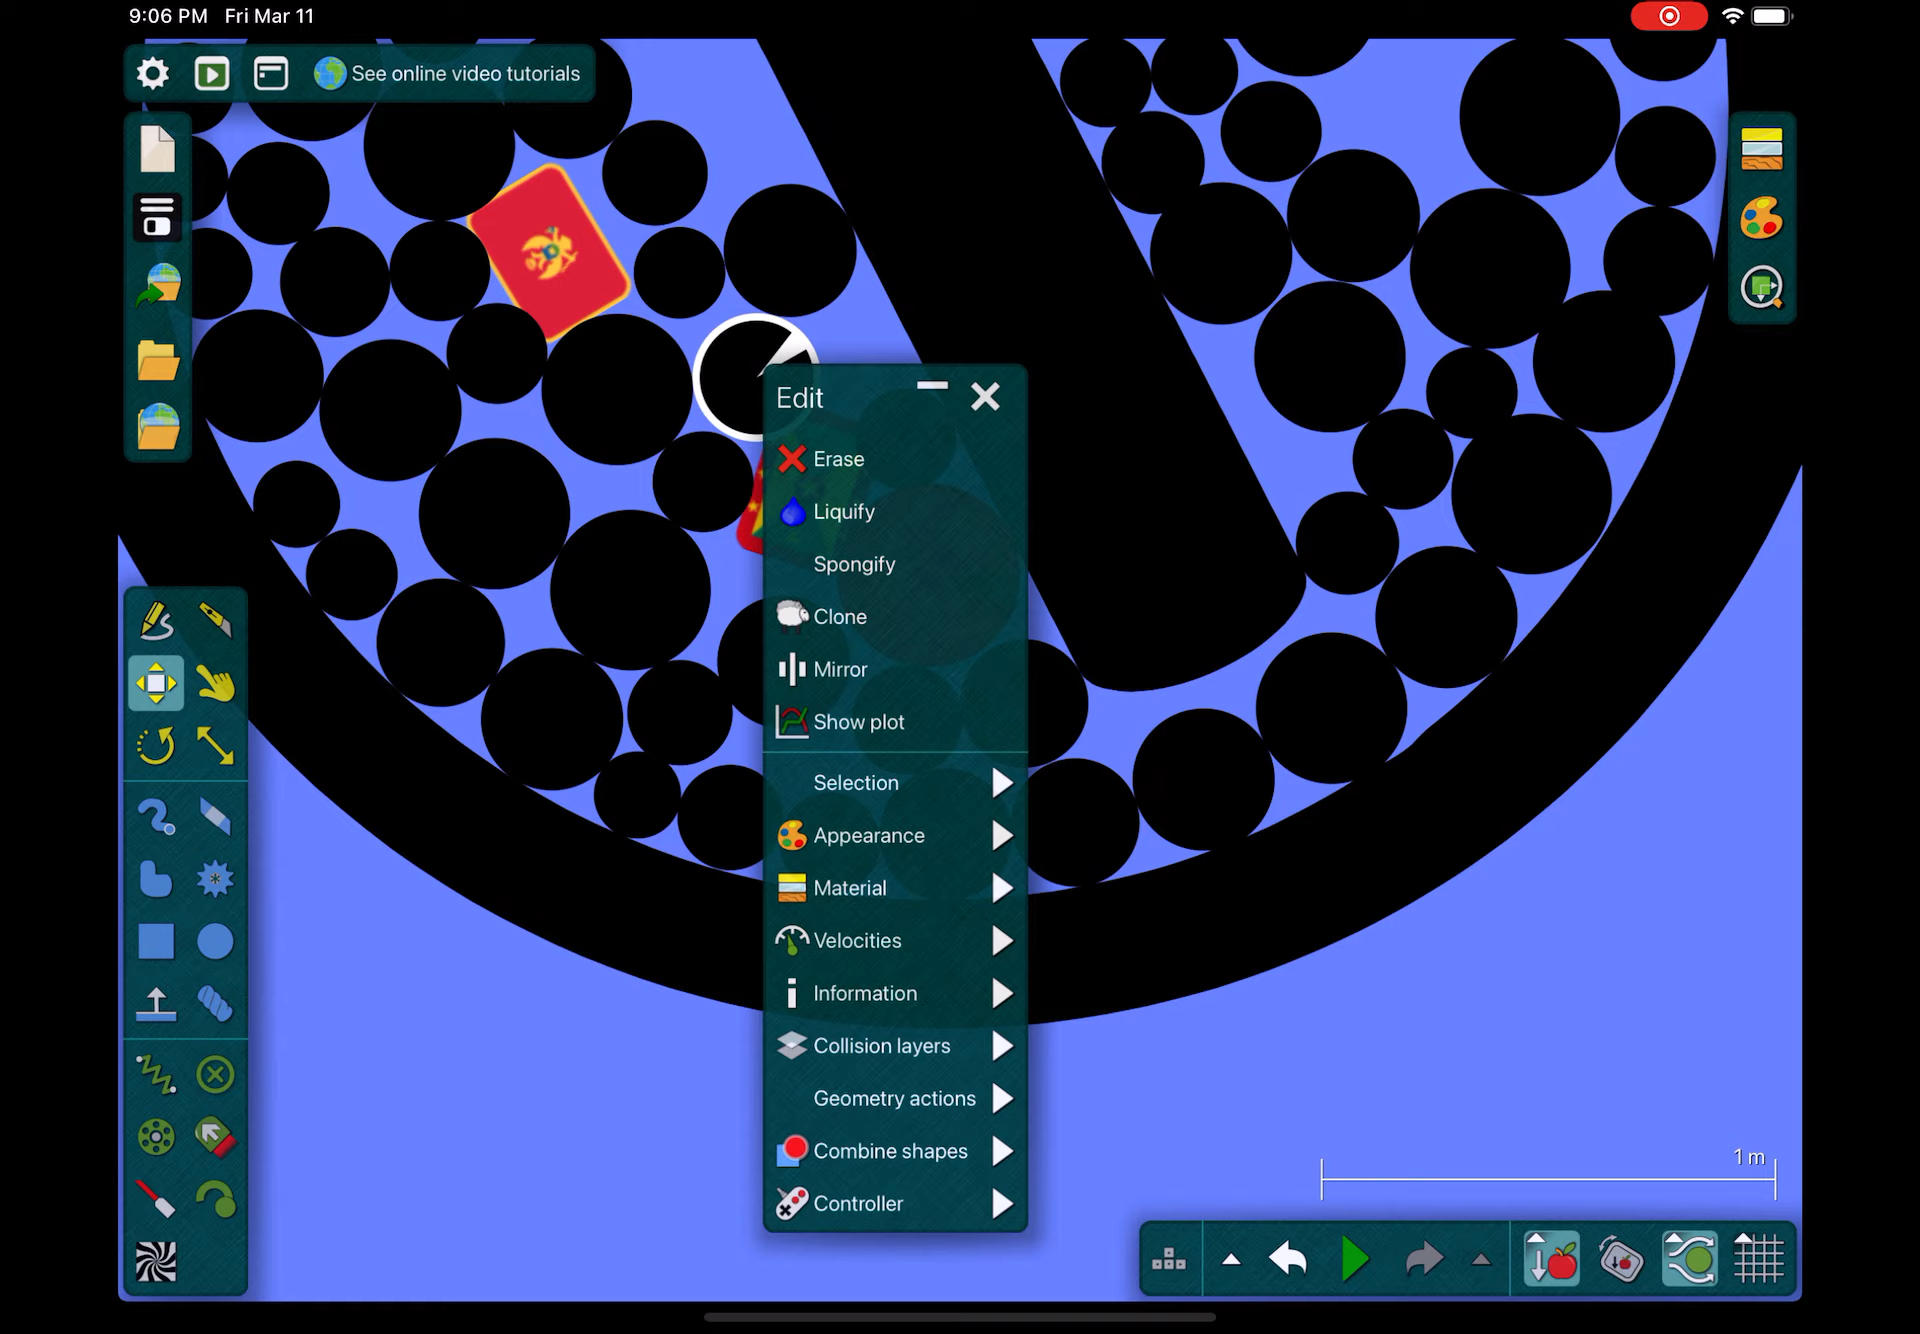 9:06 PM Fri Mar 11
See online video tutorials
Edit
Erase
Liquify
Spongify
Clone
Mirror
Show plot
Selection
Appearance
Material
Velocities
Information
Collision layers
Geometry actions
Combine shapes
Controller
1 m